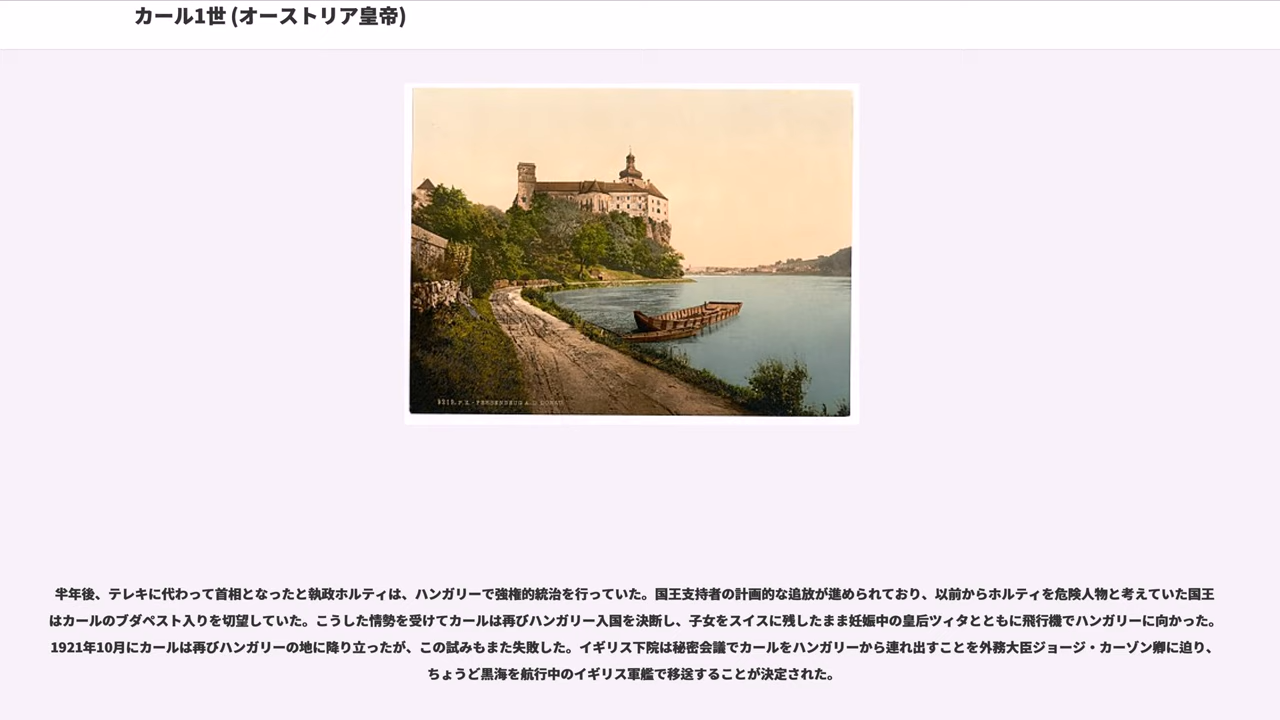 カール1世 (オーストリア皇帝)
半年後、テレキに代わって首相となったと執政ホルティは、ハンガリーで強権的統治を行っていた。国王支持者の計画的な追放が進められており、以前からホルティを危険人物と考えていた国王
はカールのブダペスト入りを切望していた。こうした情勢を受けてカールは再びハンガリー入国を決断し、子女をスイスに残したまま妊娠中の皇后ツィタとともに飛行機でハンガリーに向かった。
1921年10月にカールは再びハンガリーの地に降り立ったが、この試みもまた失敗した。イギリス下院は秘密会議でカールをハンガリーから連れ出すことを外務大臣ジョージ・カーゾン卿に迫り、
ちょうど黒海を航行中のイギリス軍艦で移送することが決定された。